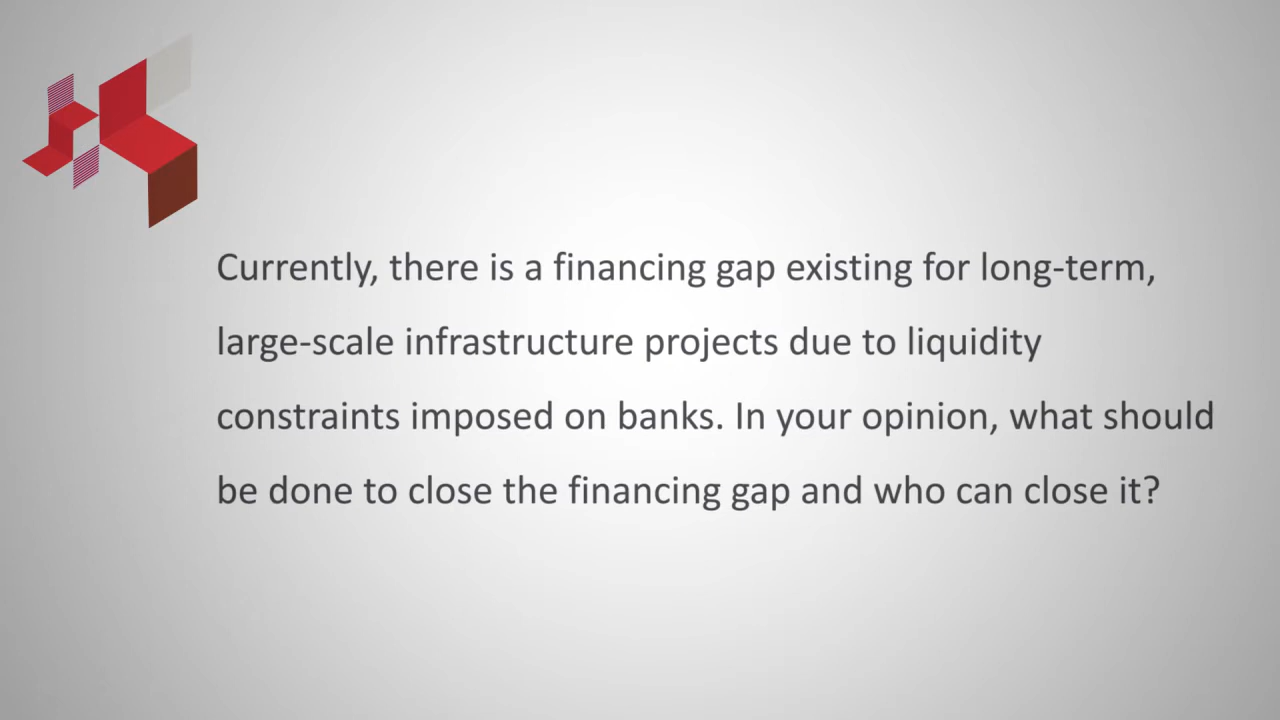 Currently, there is a financing gap existing for long-term,
large-scale infrastructure projects due to liquidity
constraints imposed on banks. In your opinion, what should
be done to close the financing gap and who can close it?